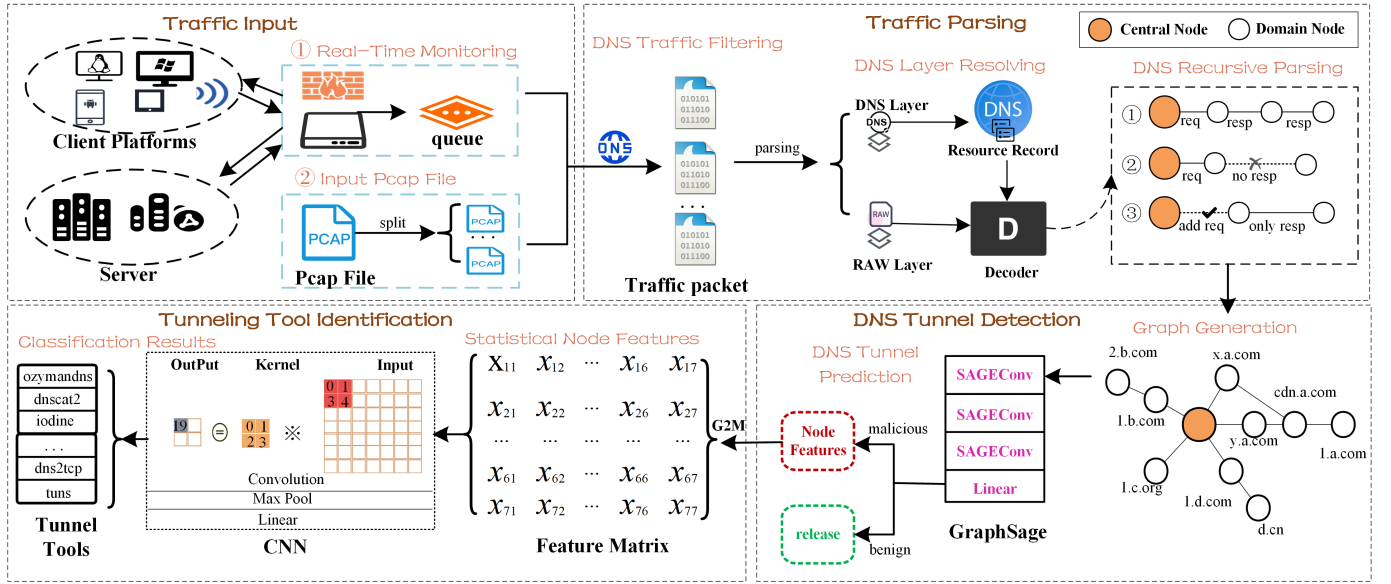 Traffic Input
① Real-Time Monitoring
Client Platforms
queue
② Input Pcap File
PCAP
split
PCAP
...
PCAP
Server
Pcap File
Traffic Parsing
Central Node
Domain Node
DNS Traffic Filtering
DNS
010101
011010
011100
010101
011010
011100
...
010101
011010
011100
Traffic packet
parsing
DNS Layer Resolving
DNS Layer
DNS
DNS
Resource Record
RAW
RAW Layer
D
Decoder
DNS Recursive Parsing
① req resp resp
② req no resp
③ add req only resp
Tunneling Tool Identification
Classification Results
ozymandns
dnscat2
iodine
...
dns2tcp
tuns
Tunnel
Tools
OutPut Kernel Input
19 = 0 1 ※ 0 1
2 3 3 4
Convolution
Max Pool
Linear
CNN
Statistical Node Features
X11 x12 ... x16 x17
x21 x22 ... x26 x27
... ... ... ... ...
x61 x62 ... x66 x67
x71 x72 ... x76 x77
Feature Matrix
G2M
DNS Tunnel Detection
DNS Tunnel
Prediction
Node
Features
malicious
release
benign
SAGEConv
SAGEConv
SAGEConv
Linear
GraphSage
Graph Generation
2.b.com
x.a.com
cdn.a.com
1.b.com
y.a.com
1.a.com
1.c.org
1.d.com
d.cn